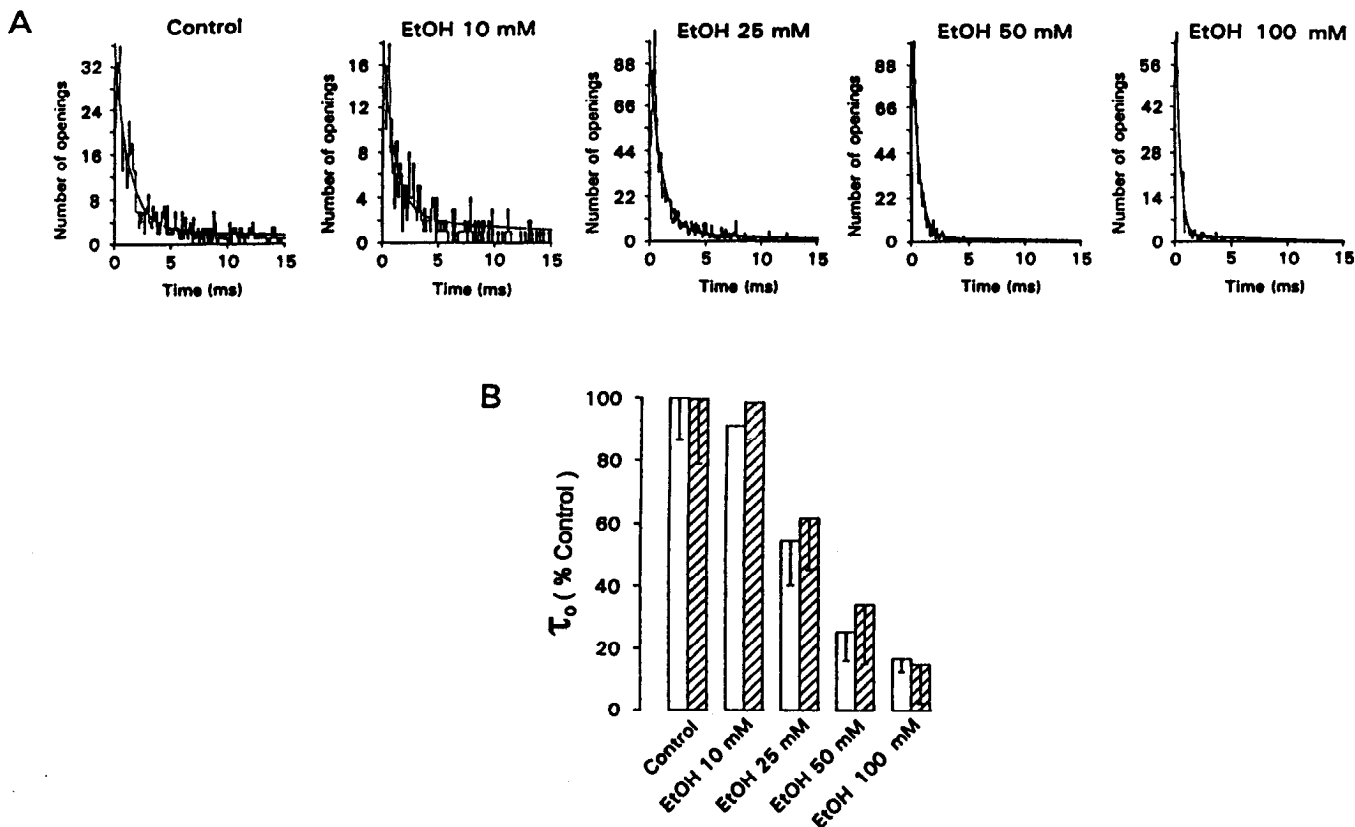 A
Control
EtOH 10 mM
EtOH 25 mM
EtOH 50 mM
EtOH 100 mM
Number of openings
32
24
16
8
0
0 5 10 15
Time (ms)
Number of openings
16
12
8
4
2
0
0 5 10 15
Time (ms)
Number of openings
88
66
44
22
0
0 5 10 15
Time (ms)
Number of openings
88
66
44
22
0
0 5 10 15
Time (ms)
Number of openings
56
42
28
14
0
0 5 10 15
Time (ms)
B
τo ( % Control )
100
80
60
40
20
0
Control
EtOH 10 mM
EtOH 25 mM
EtOH 50 mM
EtOH 100 mM